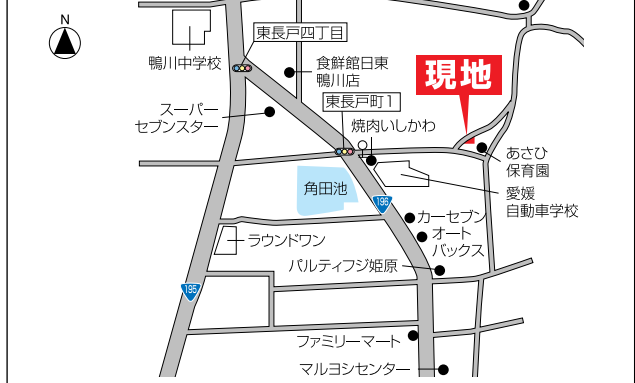 N
東長戸四丁目
鴨川中学校
食鮮館日東
鴨川店
現地
スーパー
セブンスター
東長戸町1
焼肉いしかわ
あさひ
保育園
角田池
愛媛
自動車学校
196
カーセブン
オート
バックス
ラウンドワン
パルティフジ姫原
195
ファミリーマート
マルヨシセンター